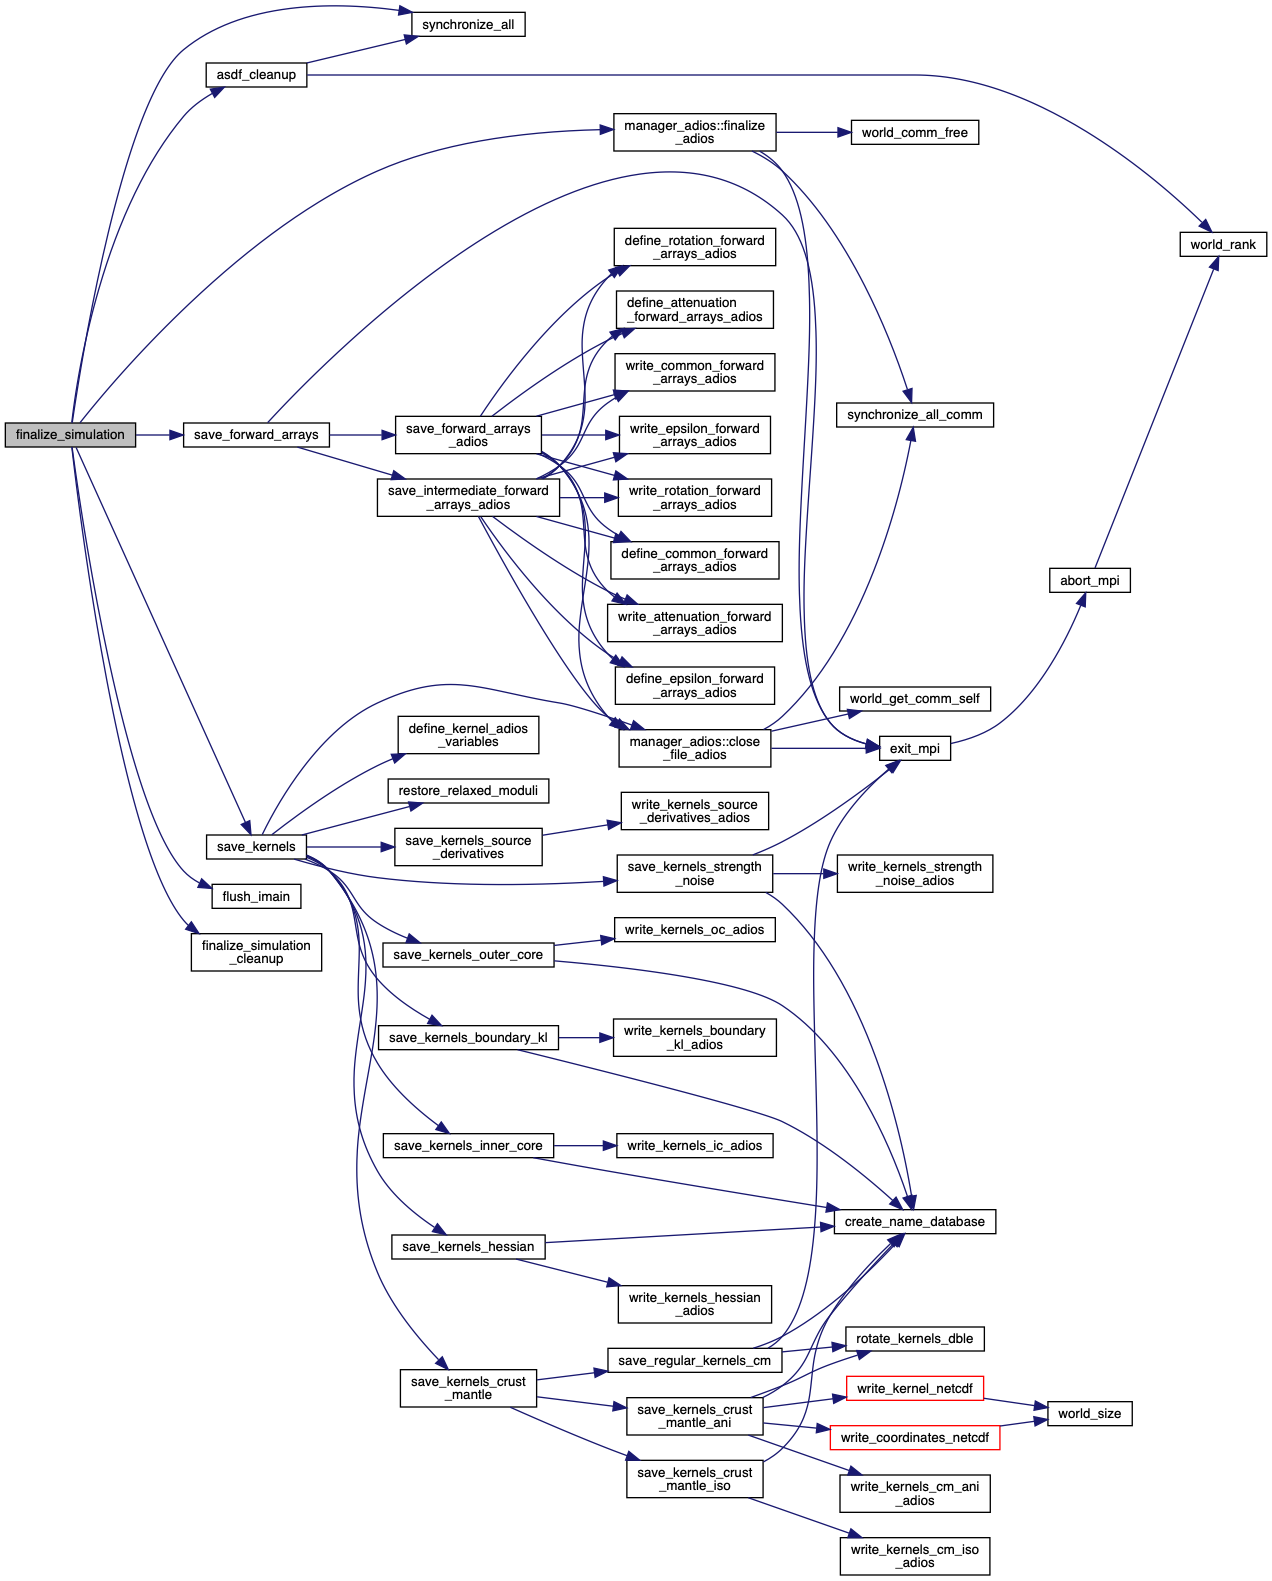 synchronize_all
asdf_cleanup
manager_adios::finalize
_adios
world_comm_free
define_rotation_forward
_arrays_adios
world_rank
define_attenuation
_forward_arrays_adios
write_common_forward
_arrays_adios
synchronize_all_comm
finalize_simulation
save_forward_arrays
save_forward_arrays
_adios
write_epsilon_forward
_arrays_adios
save_intermediate_forward
_arrays_adios
write_rotation_forward
_arrays_adios
define_common_forward
_arrays_adios
abort_mpi
write_attenuation_forward
_arrays_adios
define_epsilon_forward
_arrays_adios
world_get_comm_self
define_kernel_adios
_variables
manager_adios::close
_file_adios
exit_mpi
restore_relaxed_moduli
write_kernels_source
_derivatives_adios
save_kernels
save_kernels_source
_derivatives
save_kernels_strength
_noise
write_kernels_strength
_noise_adios
flush_imain
write_kernels_oc_adios
finalize_simulation
_cleanup
save_kernels_outer_core
save_kernels_boundary_kl
write_kernels_boundary
_kl_adios
save_kernels_inner_core
write_kernels_ic_adios
create_name_database
save_kernels_hessian
write_kernels_hessian
_adios
rotate_kernels_dble
save_regular_kernels_cm
save_kernels_crust
_mantle
write_kernel_netcdf
save_kernels_crust
_mantle_ani
world_size
write_coordinates_netcdf
save_kernels_crust
_mantle_iso
write_kernels_cm_ani
_adios
write_kernels_cm_iso
_adios